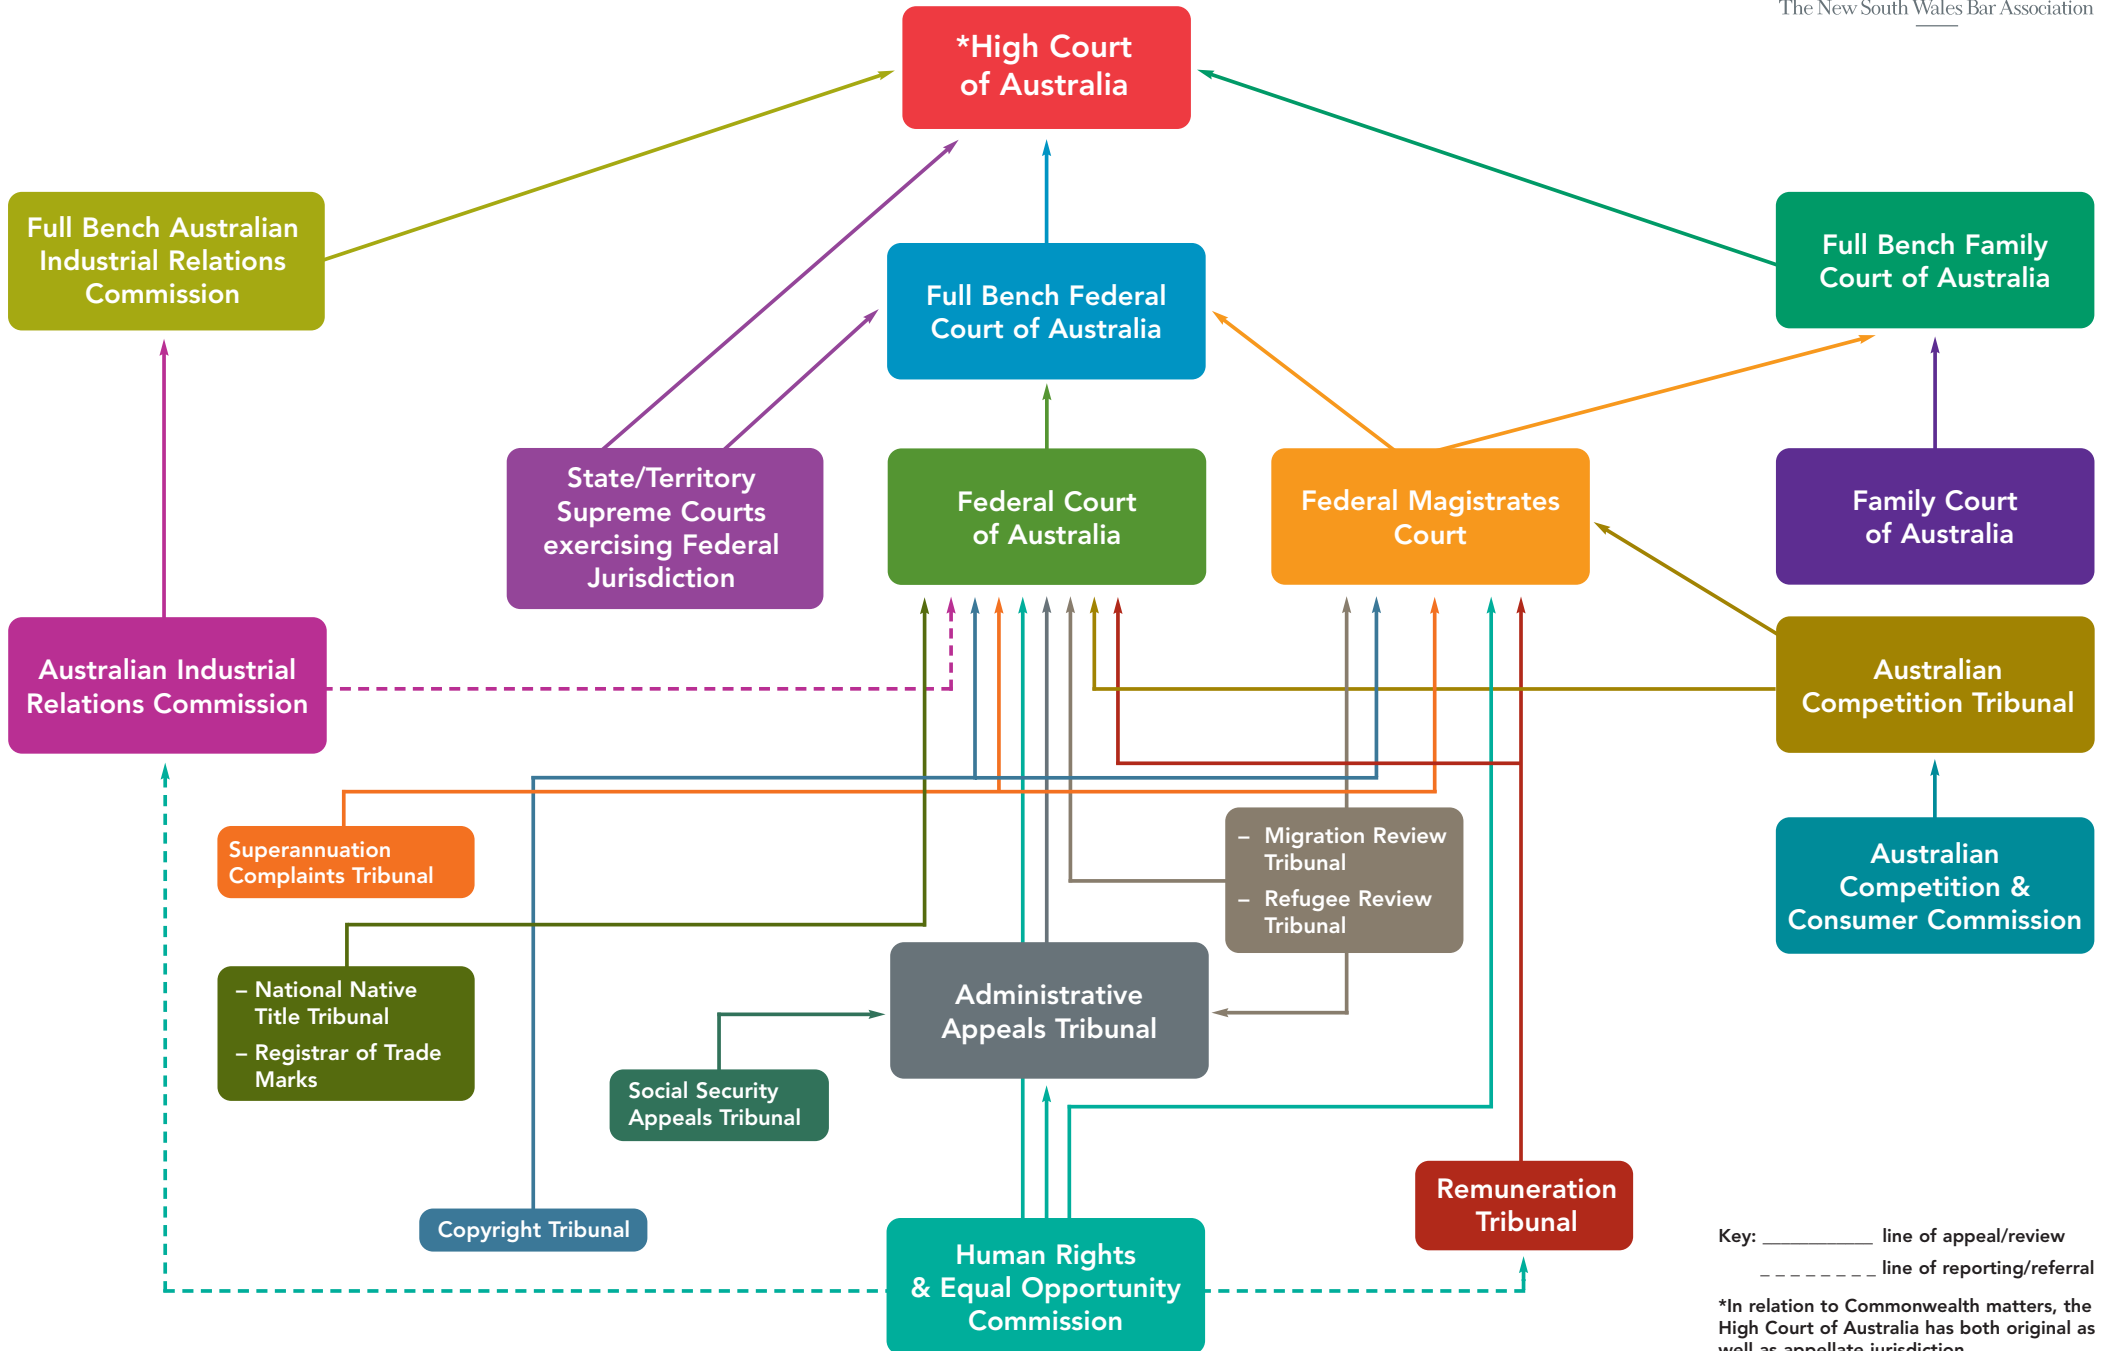 The New South Wales Bar Association
*High Court
of Australia
Full Bench Australian
Industrial Relations
Commission
Full Bench Federal
Court of Australia
Full Bench Family
Court of Australia
State/Territory
Supreme Courts
exercising Federal
Jurisdiction
Federal Court
of Australia
Federal Magistrates
Court
Family Court
of Australia
Australian Industrial
Relations Commission
Australian
Competition Tribunal
Superannuation
Complaints Tribunal
– Migration Review
Tribunal
– Refugee Review
Tribunal
Australian
Competition &
Consumer Commission
– National Native
Title Tribunal
– Registrar of Trade
Marks
Administrative
Appeals Tribunal
Social Security
Appeals Tribunal
Copyright Tribunal
Human Rights
& Equal Opportunity
Commission
Remuneration
Tribunal
Key: ____________ line of appeal/review
_ _ _ _ _ _ _ _ line of reporting/referral
*In relation to Commonwealth matters, the
High Court of Australia has both original as
well as appellate jurisdiction